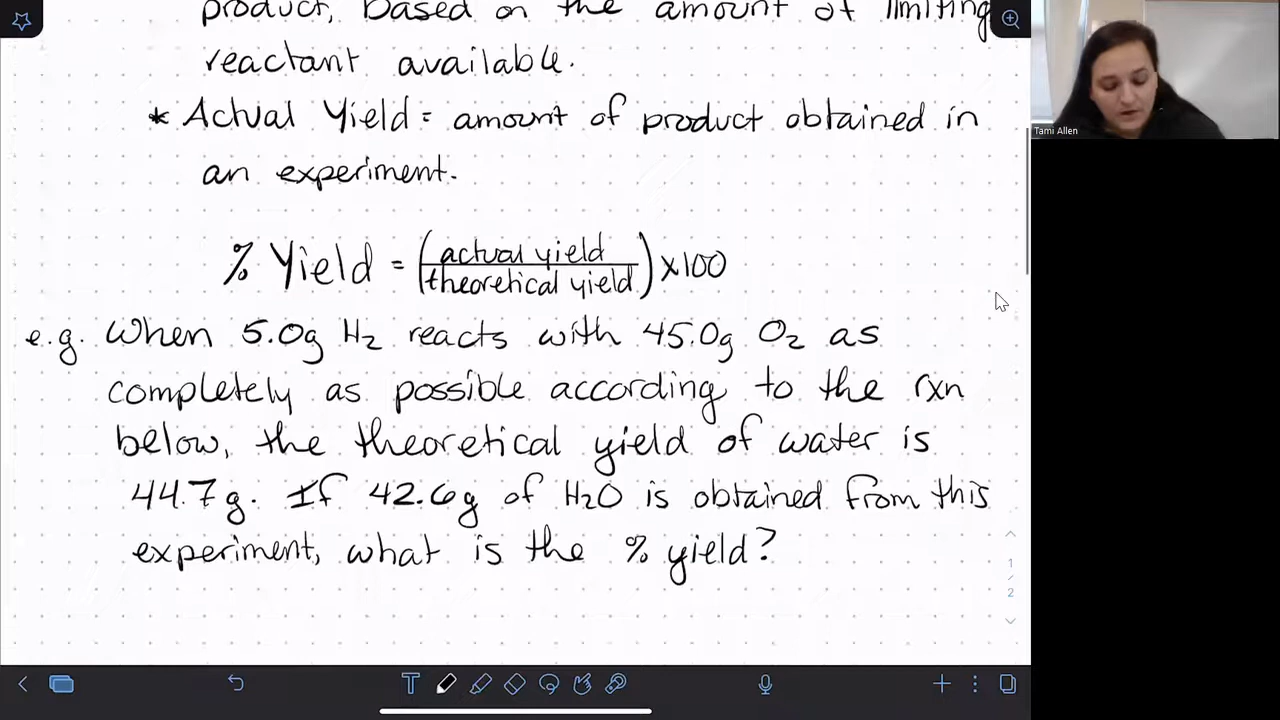 product, based on the amount of limiting
reactant available.
* Actual Yield = amount of product obtained in
an experiment.
% Yield = (actual yield
theoretical yield) x100
e.g. When 5.0g H₂ reacts with 45.0g O₂ as
completely as possible according to the rxn
below, the theoretical yield of water is
44.7g. If 42.6g of H₂O is obtained from this
experiment, what is the % yield?
Tami Allen
1
/
2
T